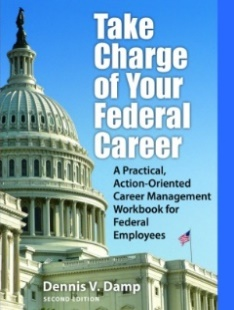 Take
Charge
of Your
Federal
Career
A Practical,
Action-Oriented
Career Management
Workbook for
Federal
Employees
Dennis V. Damp
SECOND EDITION